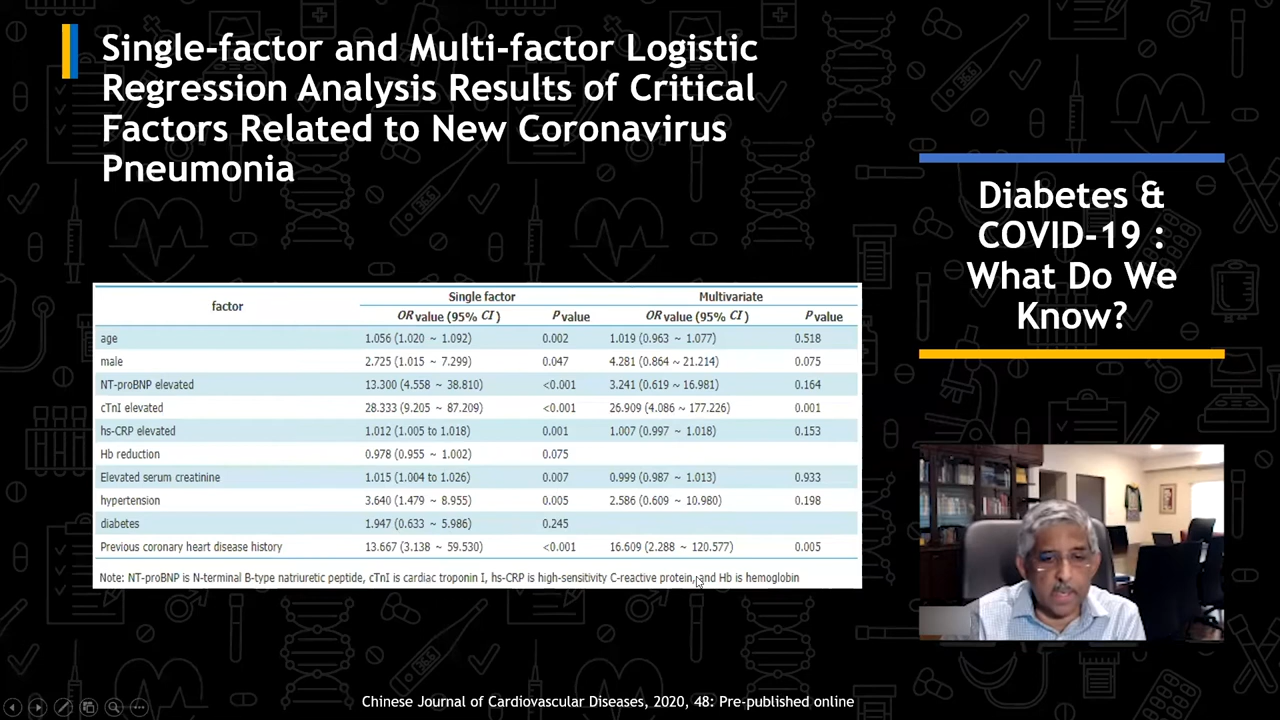 Single-factor and Multi-factor Logistic
Regression Analysis Results of Critical
Factors Related to New Coronavirus
Pneumonia
Diabetes &
COVID-19 :
What Do We
Know?
factor Single factor Multivariate
OR value (95% CI ) P value OR value (95% CI ) P value
age 1.056 (1.020 ~ 1.092) 0.002 1.019 (0.963 ~ 1.077) 0.518
male 2.725 (1.015 ~ 7.299) 0.047 4.281 (0.864 ~ 21.214) 0.075
NT-proBNP elevated 13.300 (4.558 ~ 38.810) <0.001 3.241 (0.619 ~ 16.981) 0.164
cTnI elevated 28.333 (9.205 ~ 87.209) <0.001 26.909 (4.086 ~ 177.226) 0.001
hs-CRP elevated 1.012 (1.005 to 1.018) 0.001 1.007 (0.997 ~ 1.018) 0.153
Hb reduction 0.978 (0.955 ~ 1.002) 0.075
Elevated serum creatinine 1.015 (1.004 to 1.026) 0.007 0.999 (0.987 ~ 1.013) 0.933
hypertension 3.640 (1.479 ~ 8.955) 0.005 2.586 (0.609 ~ 10.980) 0.198
diabetes 1.947 (0.633 ~ 5.986) 0.245
Previous coronary heart disease history 13.667 (3.138 ~ 59.530) <0.001 16.609 (2.288 ~ 120.577) 0.005
Note: NT-proBNP is N-terminal B-type natriuretic peptide, cTnI is cardiac troponin I, hs-CRP is high-sensitivity C-reactive protein, and Hb is hemoglobin
Chinese Journal of Cardiovascular Diseases, 2020, 48: Pre-published online